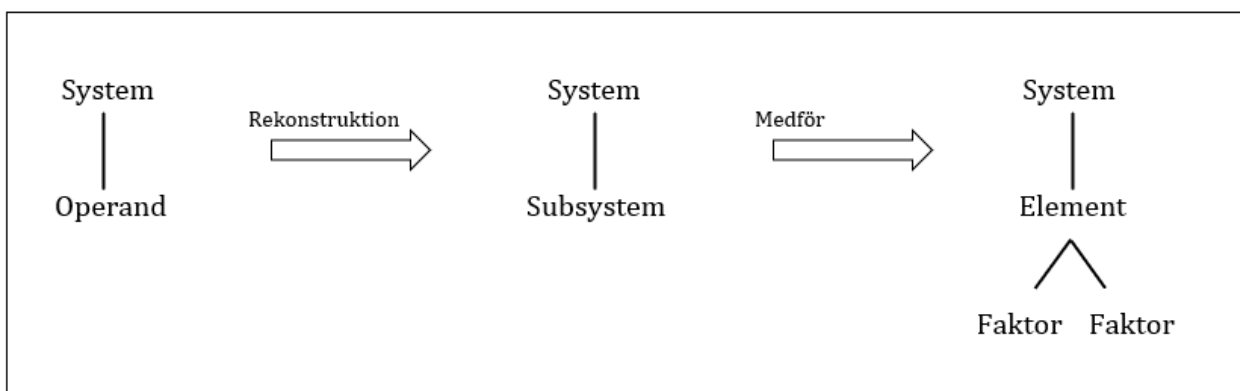 System System System
Rekonstruktion Medför
Operand Subsystem Element
Faktor Faktor